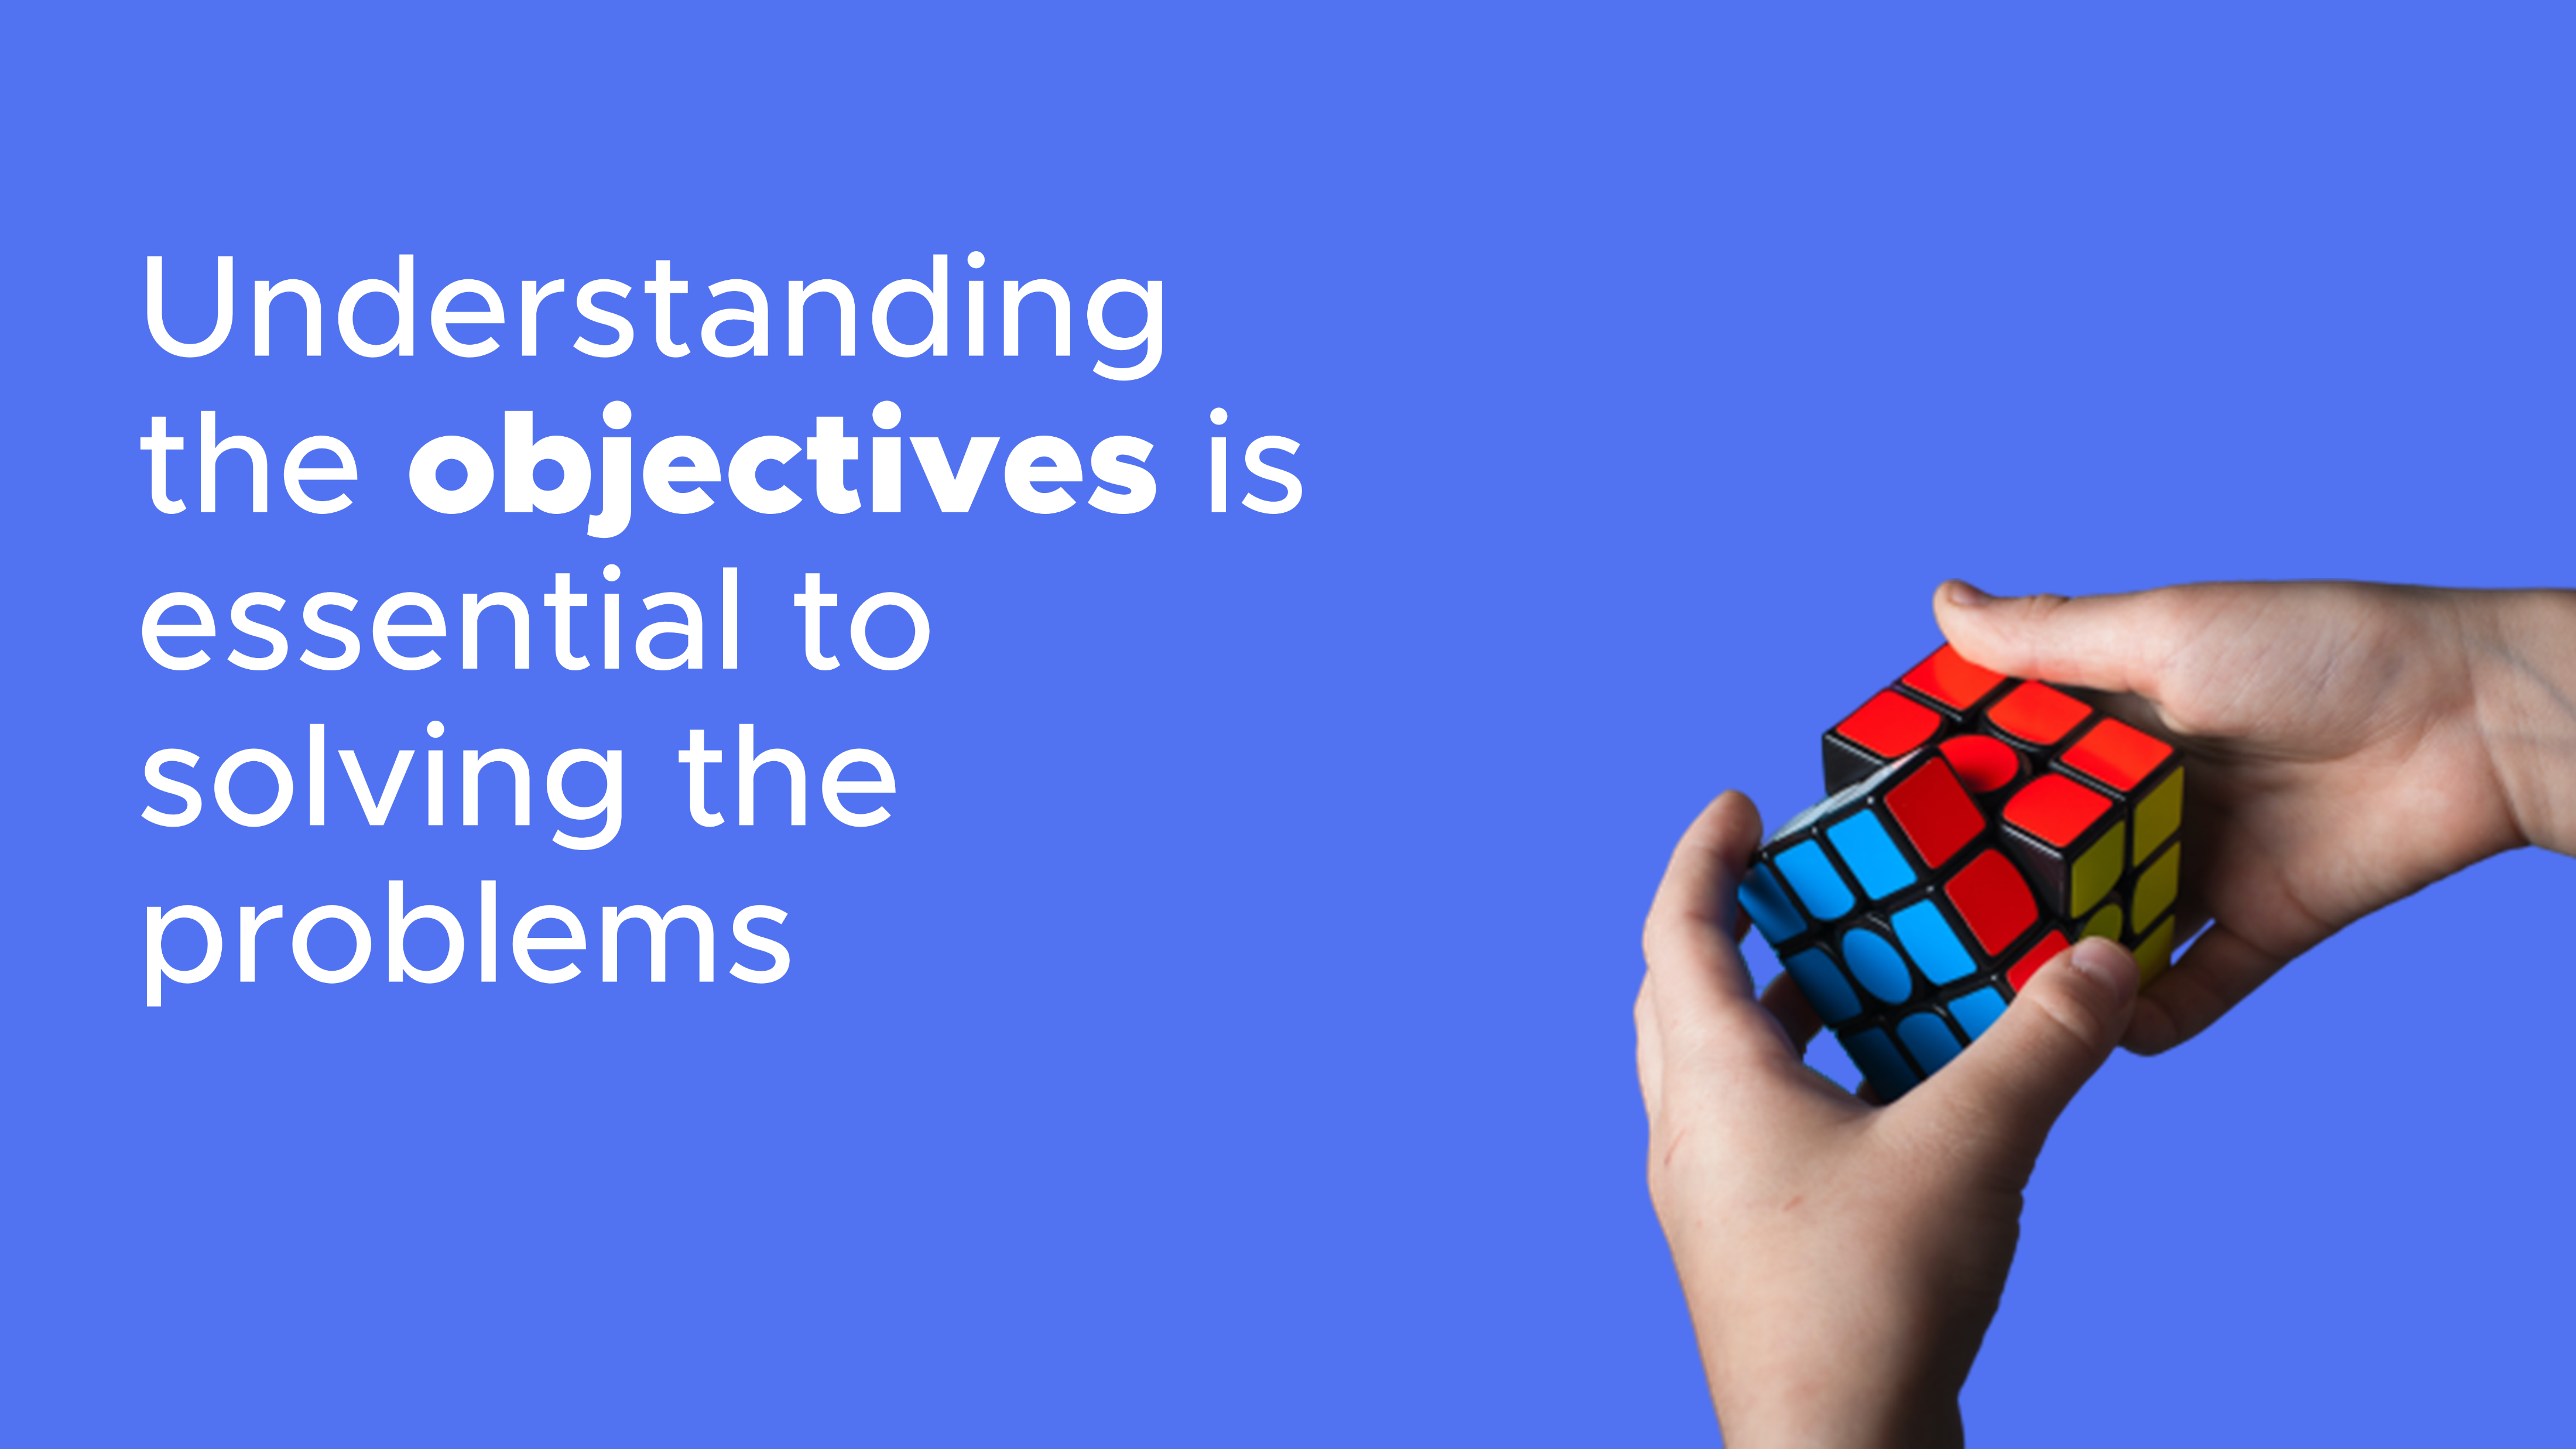 Understanding
the objectives is
essential to
solving the
problems